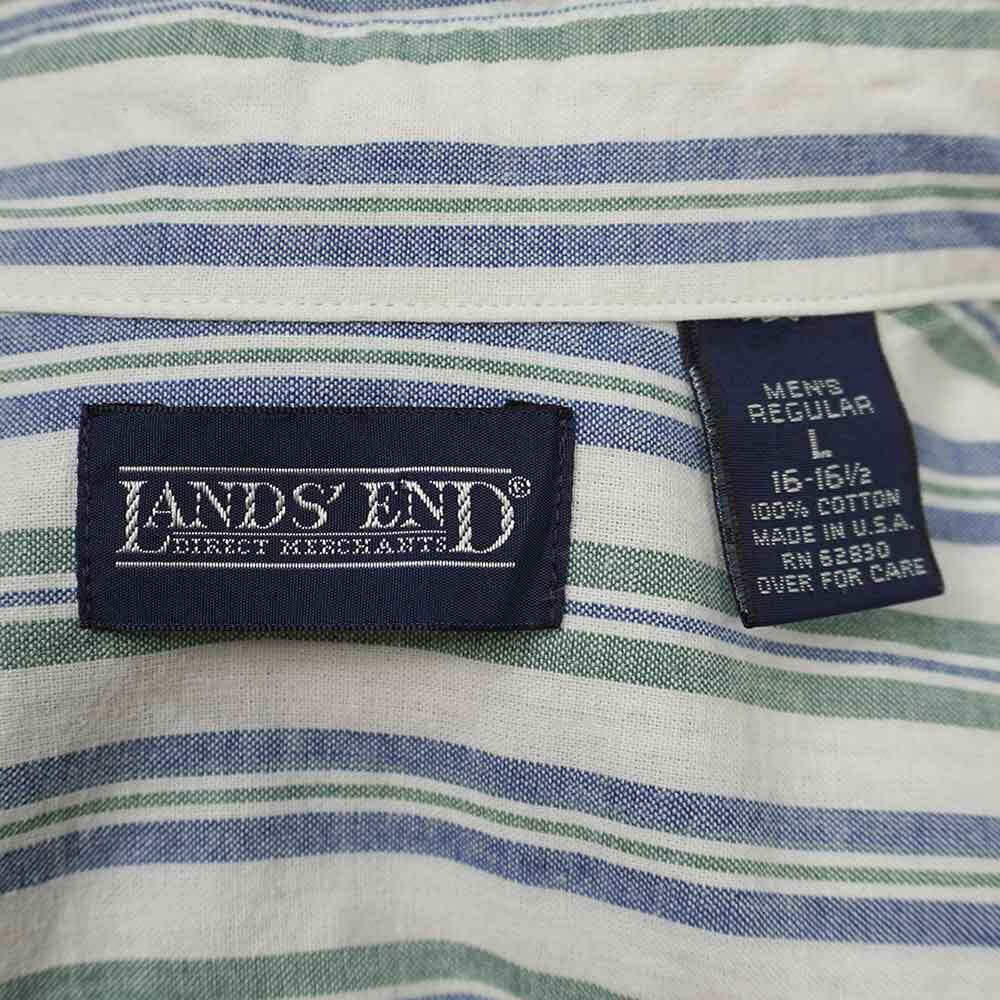 LANDS' END®
DIRECT MERCHANTS
MEN'S
REGULAR
L
16-16½
100% COTTON
MADE IN U.S.A.
RN 62830
OVER FOR CARE